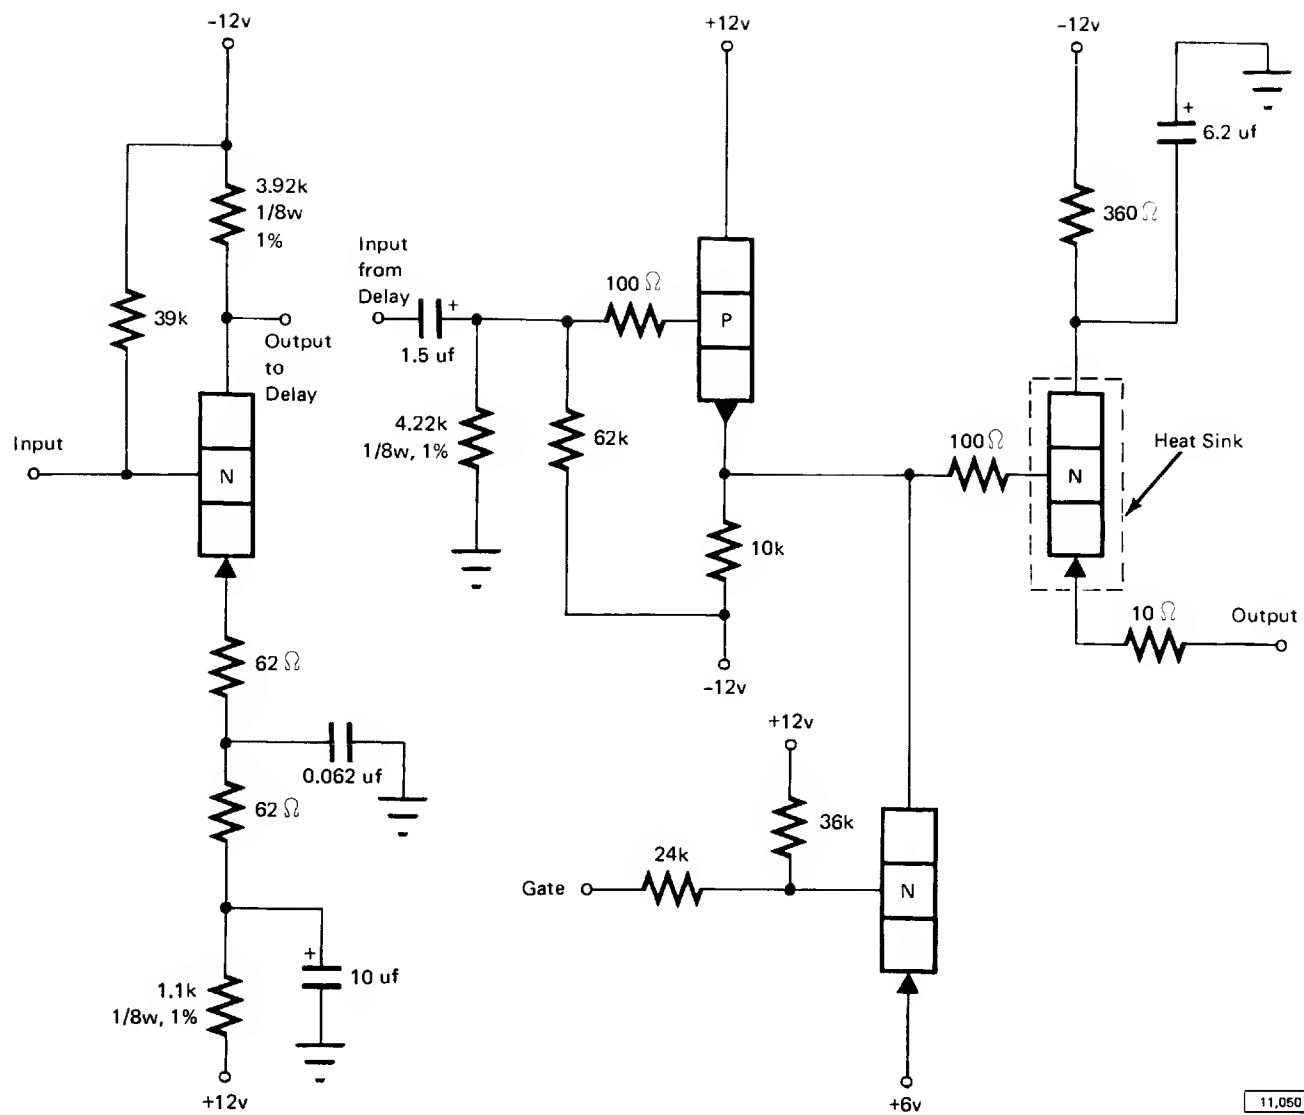 -12v
+12v
-12v
+
6.2 uf
3.92k
1/8w
1%
360 Ω
Input
from
Delay
100 Ω
39k
+
P
1.5 uf
Output
to
Delay
4.22k
1/8w, 1%
62k
100 Ω
Heat Sink
Input
N
N
10k
10 Ω
Output
62 Ω
-12v
+12v
0.062 uf
62 Ω
36k
24k
Gate
N
+
10 uf
1.1k
1/8w, 1%
+12v
+6v
11,050